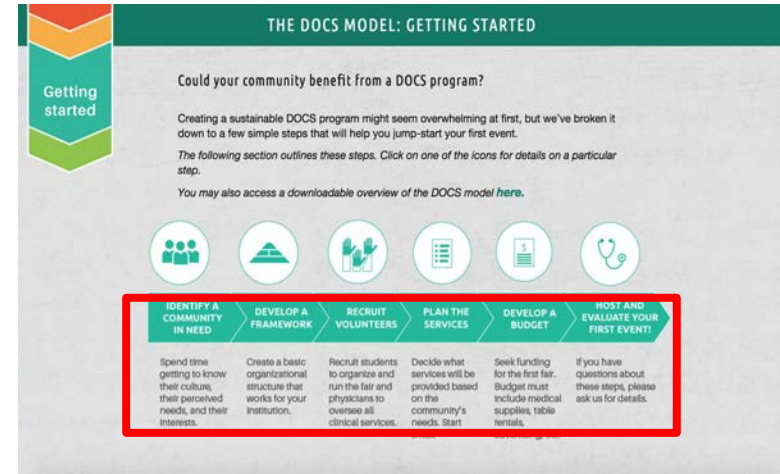 THE DOCS MODEL: GETTING STARTED
Getting
started
Could your community benefit from a DOCS program?
Creating a sustainable DOCS program might seem overwhelming at first, but we've broken it
down to a few simple steps that will help you jump-start your first event.
The following section outlines these steps. Click on one of the icons for details on a particular
step.
You may also access a downloadable overview of the DOCS model here.
$
IDENTIFY A
COMMUNITY
IN NEED
DEVELOP A
FRAMEWORK
RECRUIT
VOLUNTEERS
PLAN THE
SERVICES
DEVELOP A
BUDGET
HOST AND
EVALUATE YOUR
FIRST EVENT!
Spend time
getting to know
their culture,
their perceived
needs, and their
interests.
Create a basic
organizational
structure that
works for your
institution.
Recruit students
to organize and
run the fair and
physicians to
oversee all
clinical services.
Decide what
services will be
provided based
on the
community's
needs. Start
Seek funding
for the first fair.
Budget must
include medical
supplies, table
rentals,
If you have
questions about
these steps, please
ask us for details.